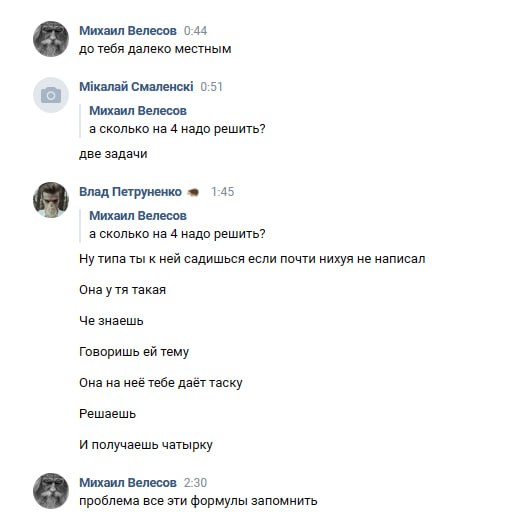 Михаил Велесов 0:44
до тебя далеко местным
Мікалай Смаленскі 0:51
Михаил Велесов
а сколько на 4 надо решить?
две задачи
Влад Петруненко 1:45
Михаил Велесов
а сколько на 4 надо решить?
Ну типа ты к ней садишься если почти нихуя не написал
Она у тя такая
Че знаешь
Говоришь ей тему
Она на неё тебе даёт таску
Решаешь
И получаешь чатырку
Михаил Велесов 2:30
проблема все эти формулы запомнить